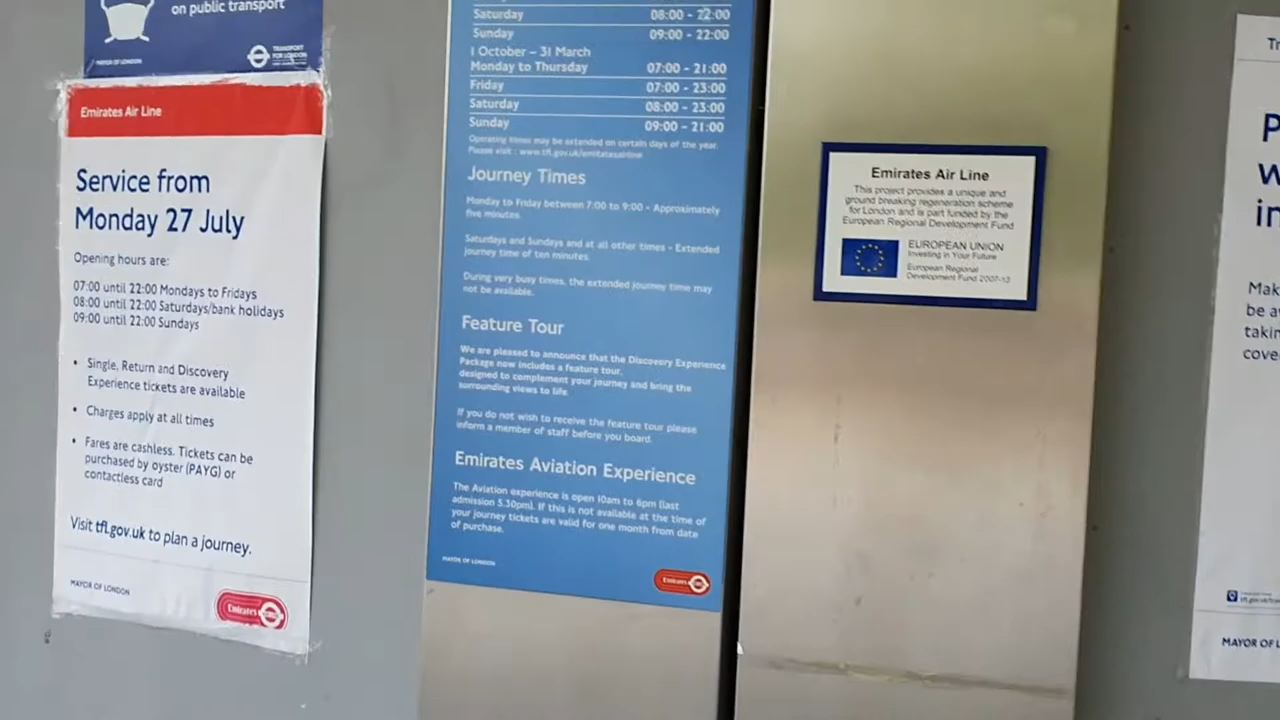 on public transport
MAYOR OF LONDON
TRANSPORT
FOR LONDON
Emirates Air Line
Service from
Monday 27 July
Opening hours are:
07:00 until 22:00 Mondays to Fridays
08:00 until 22:00 Saturdays/bank holidays
09:00 until 22:00 Sundays
• Single, Return and Discovery
Experience tickets are available
• Charges apply at all times
• Fares are cashless. Tickets can be
purchased by oyster (PAYG) or
contactless card
Visit tfl.gov.uk to plan a journey.
MAYOR OF LONDON
Emirates
Saturday 08:00 - 22:00
Sunday 09:00 - 22:00
1 October – 31 March
Monday to Thursday 07:00 - 21:00
Friday 07:00 - 23:00
Saturday 08:00 - 23:00
Sunday 09:00 - 21:00
Operating times may be extended on certain days of the year.
Please visit : www.tfl.gov.uk/emiratesairline
Journey Times
Monday to Friday between 7:00 to 9:00 - Approximately
five minutes.
Saturdays and Sundays and at all other times - Extended
journey time of ten minutes.
During very busy times, the extended journey time may
not be available.
Feature Tour
We are pleased to announce that the Discovery Experience
Package now includes a feature tour.
designed to complement your journey and bring the
surrounding views to life.
If you do not wish to receive the feature tour please
inform a member of staff before you board.
Emirates Aviation Experience
The Aviation experience is open 10am to 6pm (last
admission 5.30pm). If this is not available at the time of
your journey tickets are valid for one month from date
of purchase.
MAYOR OF LONDON
Emirates
Emirates Air Line
This project provides a unique and
ground breaking regeneration scheme
for London and is part funded by the
European Regional Development Fund
EUROPEAN UNION
Investing in Your Future
European Regional
Development Fund 2007-13
Tr
P
w
in
Mak
be a
takin
cove
MAYOR OF L